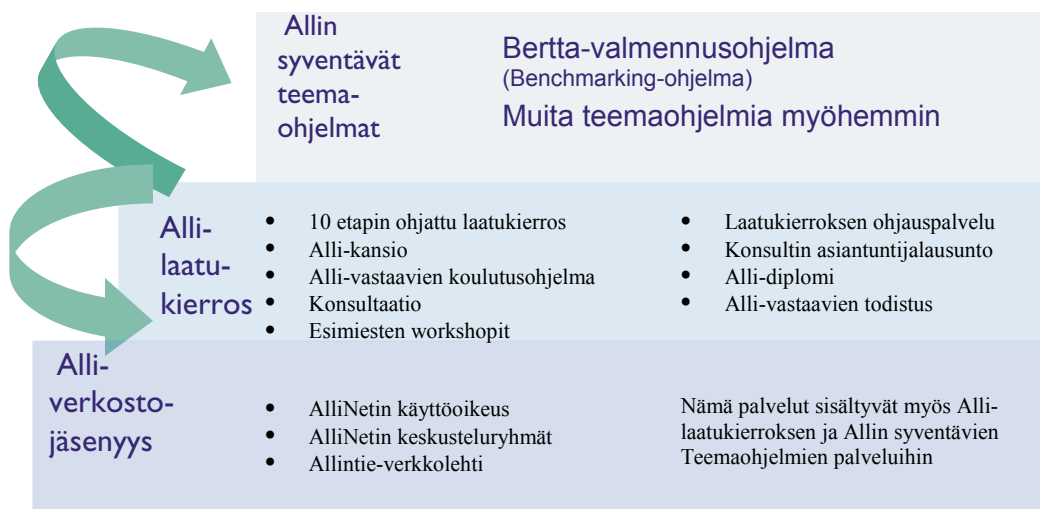 Allin
syventävät
teema-
ohjelmat
Bertta-valmennusohjelma
(Benchmarking-ohjelma)
Muita teemaohjelmia myöhemmin
Alli-
laatu-
kierros
• 10 etapin ohjattu laatukierros
• Alli-kansio
• Alli-vastaavien koulutusohjelma
• Konsultaatio
• Esimiesten workshopit
• Laatukierroksen ohjauspalvelu
• Konsultin asiantuntijalausunto
• Alli-diplomi
• Alli-vastaavien todistus
Alli-
verkosto-
jäsenyys
• AlliNetin käyttöoikeus
• AlliNetin keskusteluryhmät
• Allintie-verkkolehti
Nämä palvelut sisältyvät myös Alli-
laatukierroksen ja Allin syventävien
Teemaohjelmien palveluihin